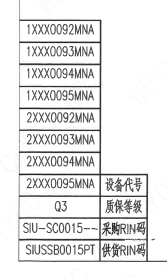 1XXX0092MNA
1XXX0093MNA
1XXX0094MNA
1XXX0095MNA
2XXX0092MNA
2XXX0093MNA
2XXX0094MNA
2XXX0095MNA 设备代号
Q3 质保等级
SIU-SC0015-- 采购RIN码
SIUSSB0015PT 供货RIN码